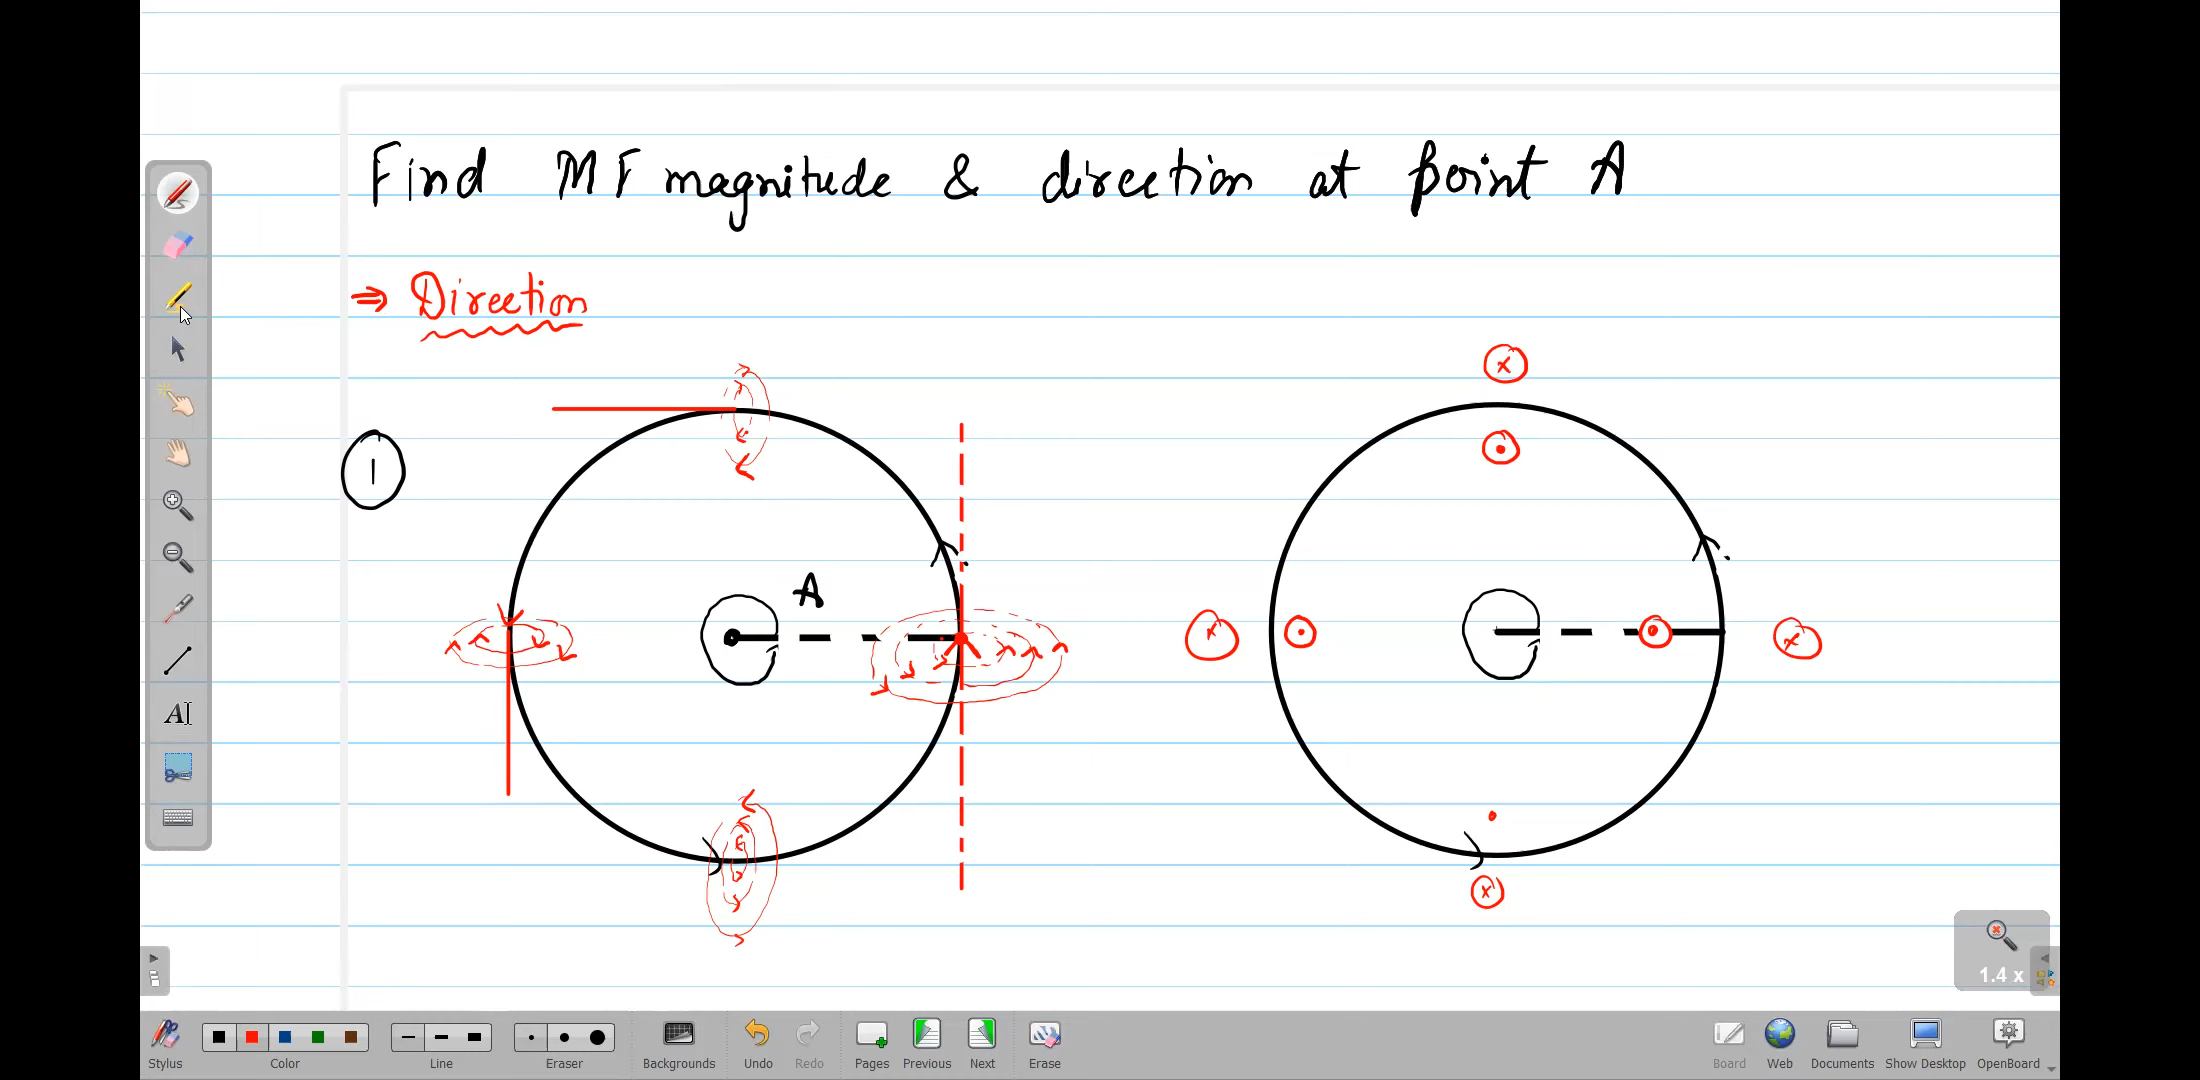 Find MF magnitude & direction at point A
⇒ Direction
1
A
1.4 x
Stylus
Color
Line
Eraser
Backgrounds
Undo
Redo
Pages
Previous
Next
Erase
Board
Web
Documents
Show Desktop
OpenBoard